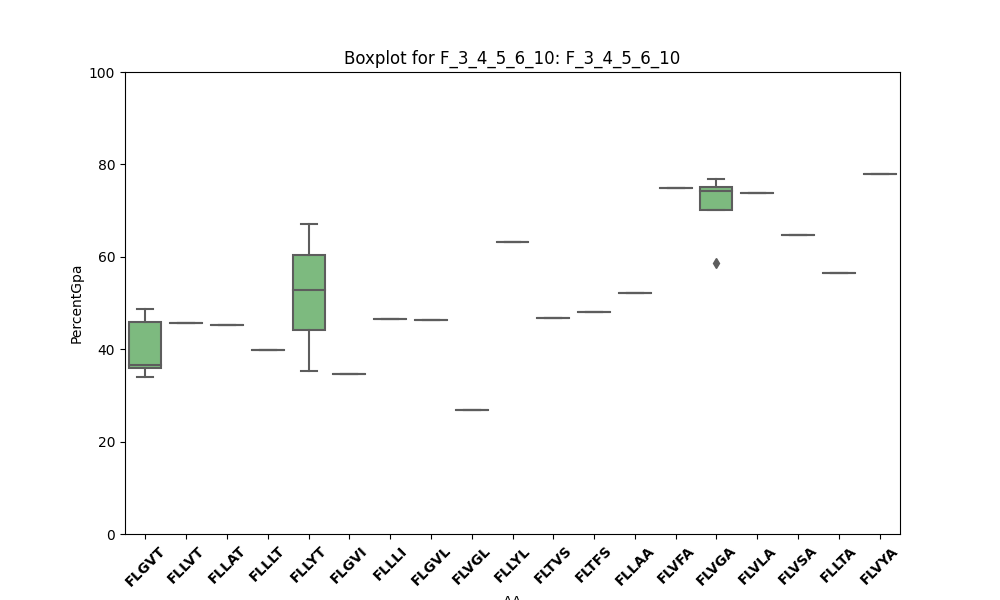 Boxplot for F_3_4_5_6_10: F_3_4_5_6_10
100
80
60
40
20
0
PercentGpa
FLGVT
FLLVT
FLLAT
FLLLT
FLLYT
FLGVI
FLLLI
FLGVL
FLVGL
FLLYL
FLTVS
FLTFS
FLLAA
FLVFA
FLVGA
FLVLA
FLVSA
FLLTA
FLVYA
AA